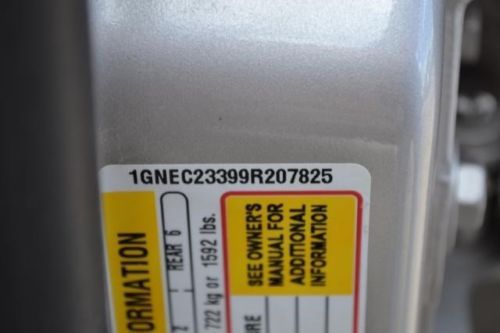 1GNEC23399R207825
SEE OWNER'S
MANUAL FOR
ADDITIONAL
INFORMATION
REAR 6
722 kg or 1592 lbs.